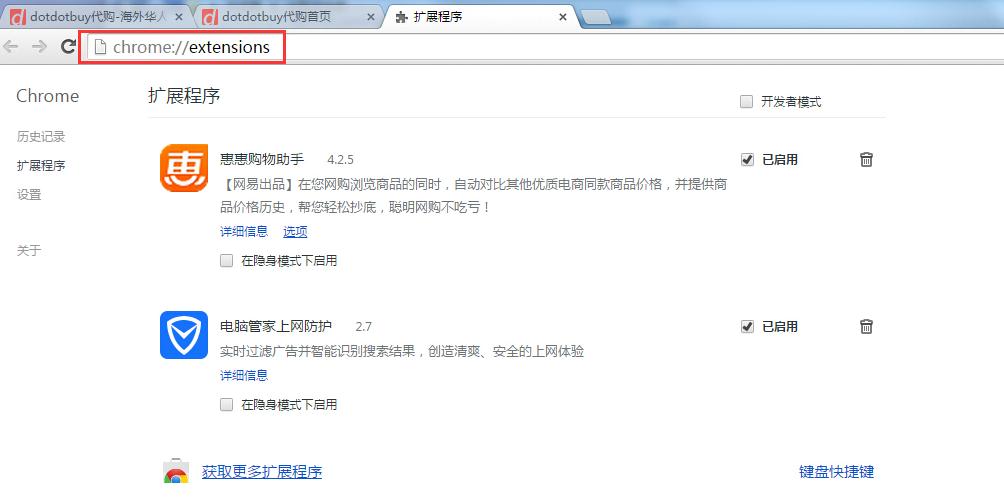 dotdotbuy代购-海外华人
dotdotbuy代购首页
扩展程序
chrome://extensions
Chrome
扩展程序
开发者模式
历史记录
扩展程序
设置
关于
惠
惠惠购物助手 4.2.5
已启用
【网易出品】在您网购浏览商品的同时，自动对比其他优质电商同款商品价格，并提供商
品价格历史，帮您轻松抄底，聪明网购不吃亏！
详细信息 选项
在隐身模式下启用
电脑管家上网防护 2.7
已启用
实时过滤广告并智能识别搜索结果，创造清爽、安全的上网体验
详细信息
在隐身模式下启用
获取更多扩展程序
键盘快捷键